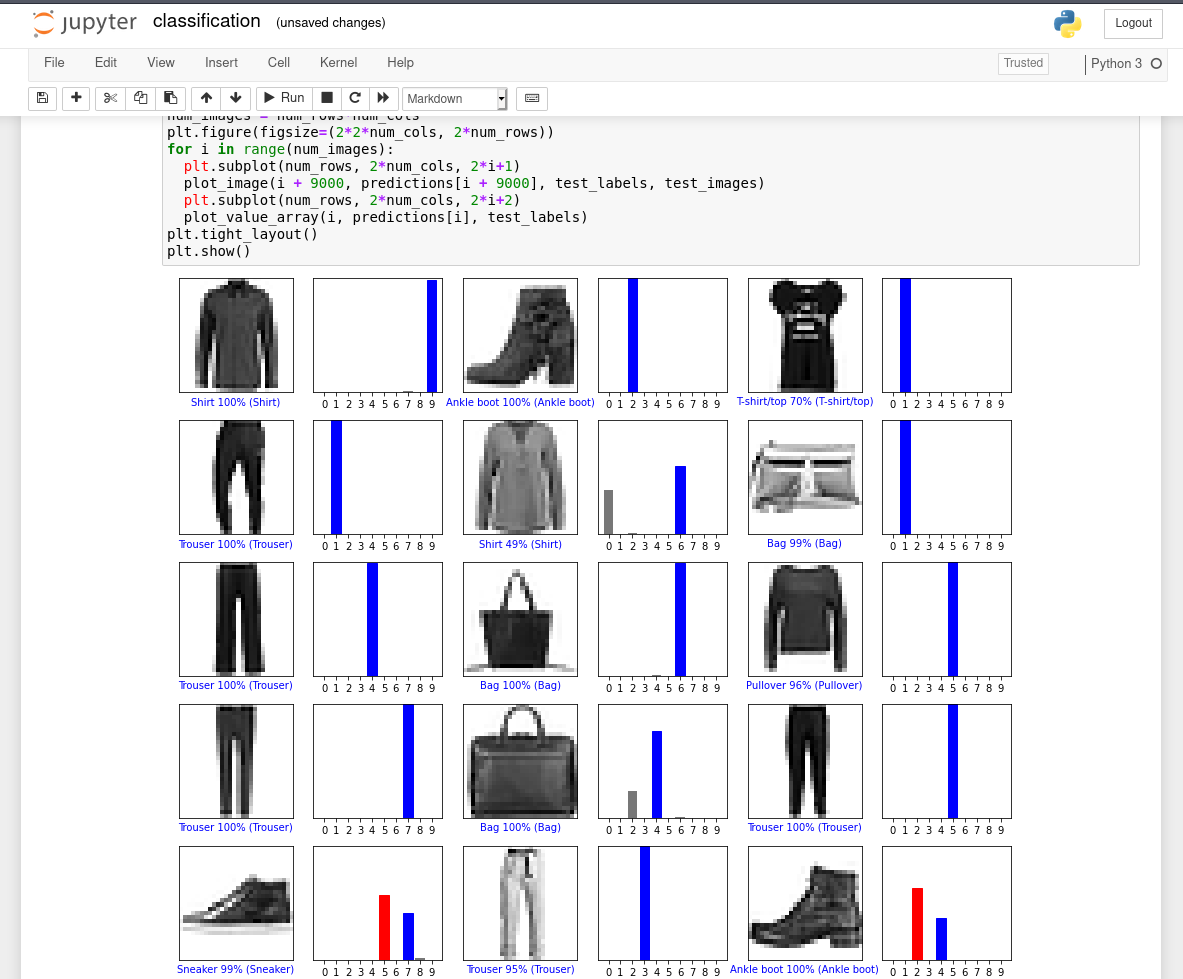 jupyter classification (unsaved changes) Logout
File Edit View Insert Cell Kernel Help Trusted Python 3
Run Markdown
num_images = num_rows*num_cols
plt.figure(figsize=(2*2*num_cols, 2*num_rows))
for i in range(num_images):
plt.subplot(num_rows, 2*num_cols, 2*i+1)
plot_image(i + 9000, predictions[i + 9000], test_labels, test_images)
plt.subplot(num_rows, 2*num_cols, 2*i+2)
plot_value_array(i, predictions[i], test_labels)
plt.tight_layout()
plt.show()
Shirt 100% (Shirt) 0 1 2 3 4 5 6 7 8 9 Ankle boot 100% (Ankle boot) 0 1 2 3 4 5 6 7 8 9 T-shirt/top 70% (T-shirt/top) 0 1 2 3 4 5 6 7 8 9
Trouser 100% (Trouser) 0 1 2 3 4 5 6 7 8 9 Shirt 49% (Shirt) 0 1 2 3 4 5 6 7 8 9 Bag 99% (Bag) 0 1 2 3 4 5 6 7 8 9
Trouser 100% (Trouser) 0 1 2 3 4 5 6 7 8 9 Bag 100% (Bag) 0 1 2 3 4 5 6 7 8 9 Pullover 96% (Pullover) 0 1 2 3 4 5 6 7 8 9
Trouser 100% (Trouser) 0 1 2 3 4 5 6 7 8 9 Bag 100% (Bag) 0 1 2 3 4 5 6 7 8 9 Trouser 100% (Trouser) 0 1 2 3 4 5 6 7 8 9
Sneaker 99% (Sneaker) 0 1 2 3 4 5 6 7 8 9 Trouser 95% (Trouser) 0 1 2 3 4 5 6 7 8 9 Ankle boot 100% (Ankle boot) 0 1 2 3 4 5 6 7 8 9